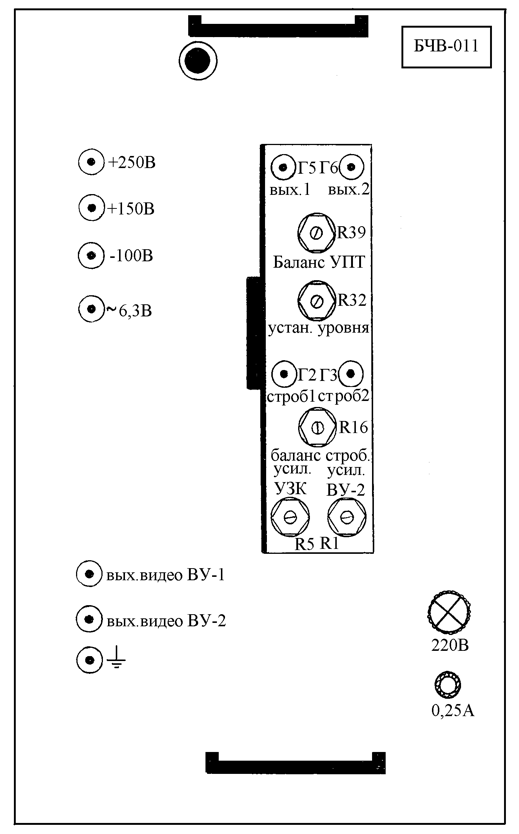 БЧВ-011
+250В
+150В
-100В
~6,3В
Г5 Г6
вых.1 вых.2
R39
Баланс УПТ
R32
устан. уровня
Г2 Г3
строб1 строб2
R16
баланс строб.
усил. усил.
УЗК ВУ-2
R5 R1
вых.видео ВУ-1
вых.видео ВУ-2
220В
0,25А